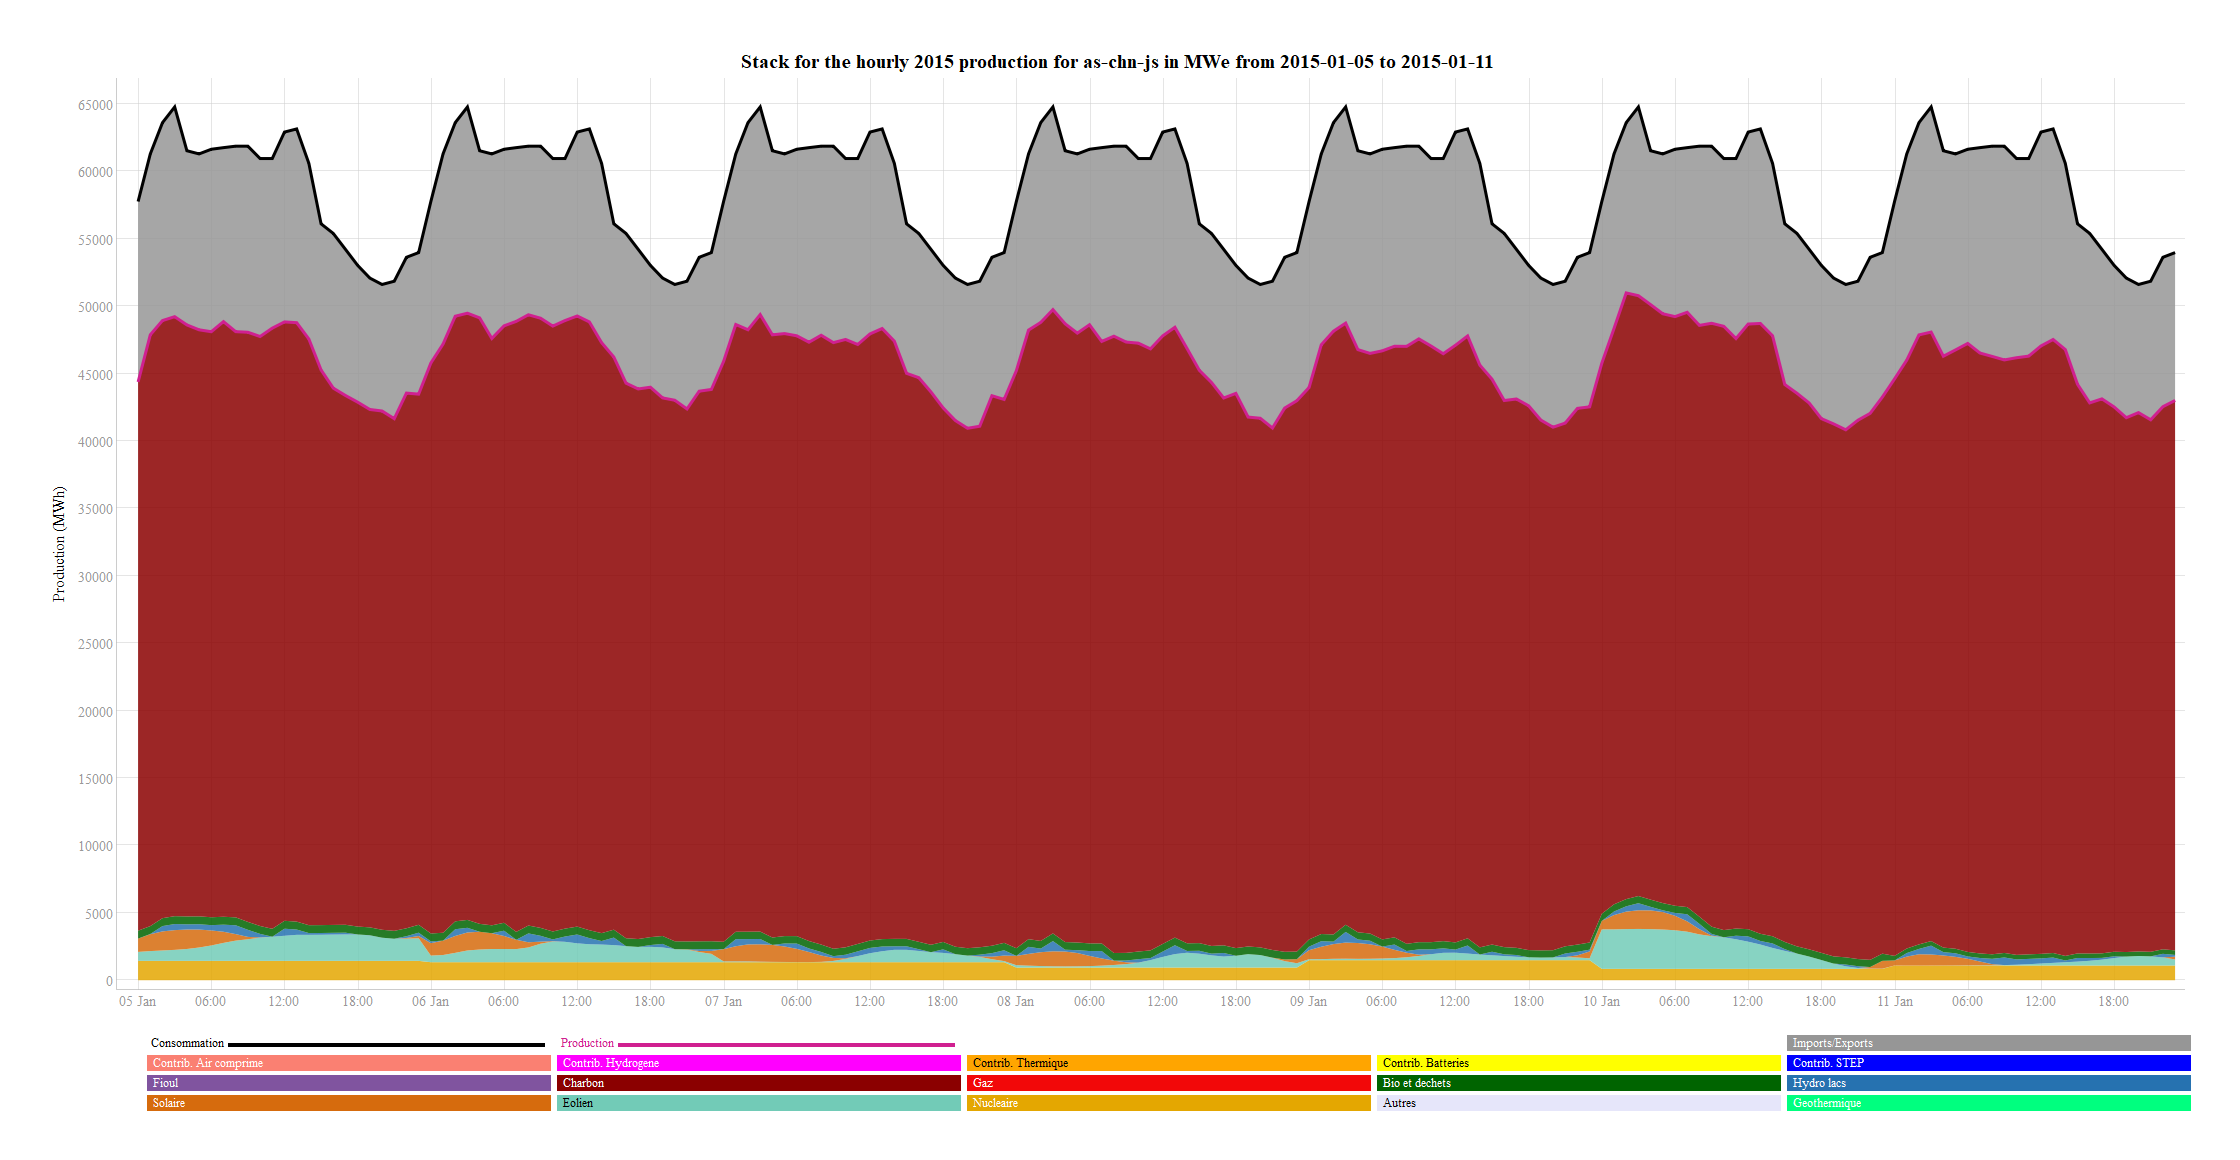 Stack for the hourly 2015 production for as-chn-js in MWe from 2015-01-05 to 2015-01-11
65000
60000
55000
50000
45000
40000
35000
30000
25000
20000
15000
10000
5000
0
Production (MWh)
05 Jan 06:00 12:00 18:00 06 Jan 06:00 12:00 18:00 07 Jan 06:00 12:00 18:00 08 Jan 06:00 12:00 18:00 09 Jan 06:00 12:00 18:00 10 Jan 06:00 12:00 18:00 11 Jan 06:00 12:00 18:00
Consommation Production Imports/Exports
Contrib. Air comprime Contrib. Hydrogene Contrib. Thermique Contrib. Batteries Contrib. STEP
Fioul Charbon Gaz Bio et dechets Hydro lacs
Solaire Eolien Nucleaire Autres Geothermique